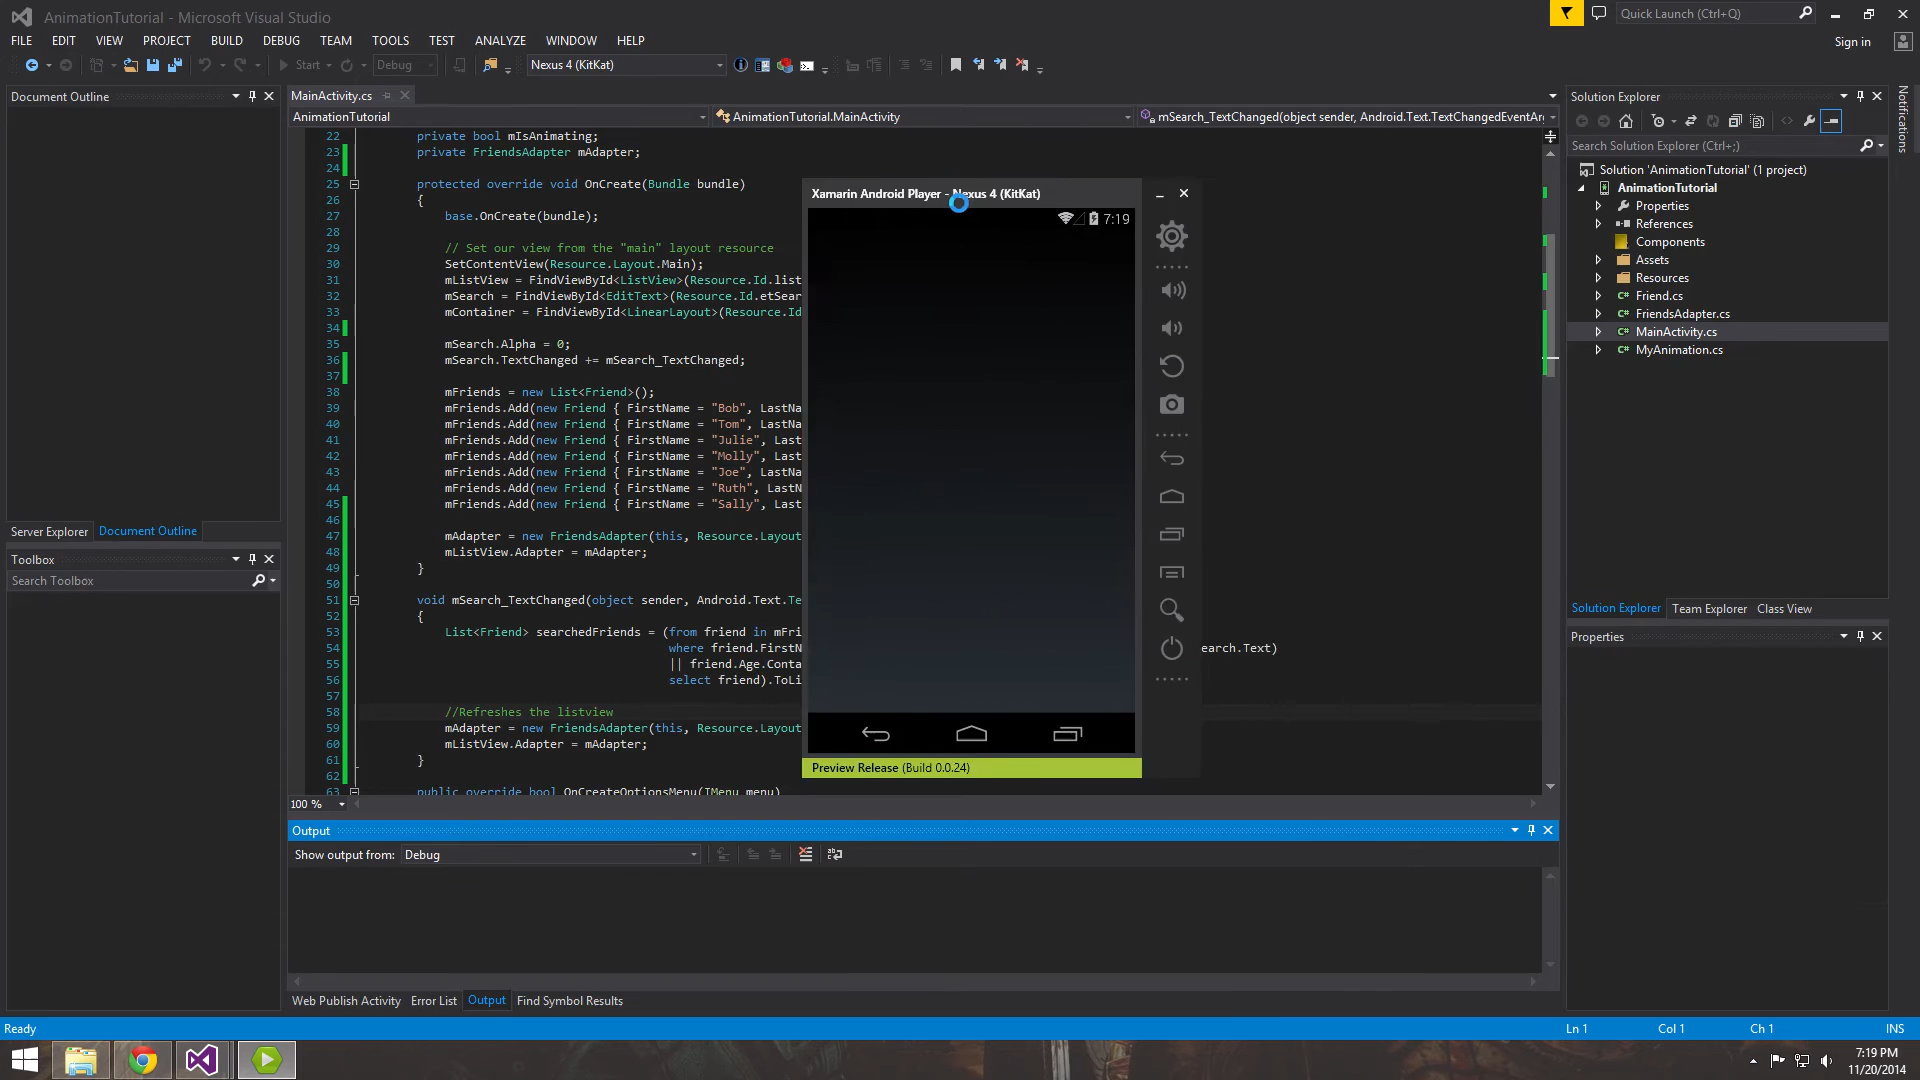 AnimationTutorial - Microsoft Visual Studio
Quick Launch (Ctrl+Q)
FILE EDIT VIEW PROJECT BUILD DEBUG TEAM TOOLS TEST ANALYZE WINDOW HELP
Sign in
Start Debug Nexus 4 (KitKat)
Document Outline
MainActivity.cs
Solution Explorer
Notifications
AnimationTutorial
AnimationTutorial.MainActivity
mSearch_TextChanged(object sender, Android.Text.TextChangedEventArg
Search Solution Explorer (Ctrl+;)
Solution 'AnimationTutorial' (1 project)
AnimationTutorial
Properties
References
Components
Assets
Resources
Friend.cs
FriendsAdapter.cs
MainActivity.cs
MyAnimation.cs
22 private bool mIsAnimating;
23 private FriendsAdapter mAdapter;
24
25 protected override void OnCreate(Bundle bundle)
26 {
27 base.OnCreate(bundle);
28
29 // Set our view from the "main" layout resource
30 SetContentView(Resource.Layout.Main);
31 mListView = FindViewById<ListView>(Resource.Id.list
32 mSearch = FindViewById<EditText>(Resource.Id.etSear
33 mContainer = FindViewById<LinearLayout>(Resource.Id
34
35 mSearch.Alpha = 0;
36 mSearch.TextChanged += mSearch_TextChanged;
37
38 mFriends = new List<Friend>();
39 mFriends.Add(new Friend { FirstName = "Bob", LastNa
40 mFriends.Add(new Friend { FirstName = "Tom", LastNa
41 mFriends.Add(new Friend { FirstName = "Julie", Last
42 mFriends.Add(new Friend { FirstName = "Molly", Last
43 mFriends.Add(new Friend { FirstName = "Joe", LastNa
44 mFriends.Add(new Friend { FirstName = "Ruth", LastN
45 mFriends.Add(new Friend { FirstName = "Sally", Last
46
47 mAdapter = new FriendsAdapter(this, Resource.Layout
48 mListView.Adapter = mAdapter;
49 }
50
51 void mSearch_TextChanged(object sender, Android.Text.Te
52 {
53 List<Friend> searchedFriends = (from friend in mFri
54 where friend.FirstN earch.Text)
55 || friend.Age.Conta
56 select friend).ToLi
57
58 //Refreshes the listview
59 mAdapter = new FriendsAdapter(this, Resource.Layout
60 mListView.Adapter = mAdapter;
61 }
62
63 public override bool OnCreateOptionsMenu(IMenu menu)
100 %
Xamarin Android Player - Nexus 4 (KitKat)
7:19
Preview Release (Build 0.0.24)
Server Explorer Document Outline
Toolbox
Search Toolbox
Solution Explorer Team Explorer Class View
Properties
Output
Show output from: Debug
Web Publish Activity Error List Output Find Symbol Results
Ready
Ln 1 Col 1 Ch 1 INS
7:19 PM
11/20/2014